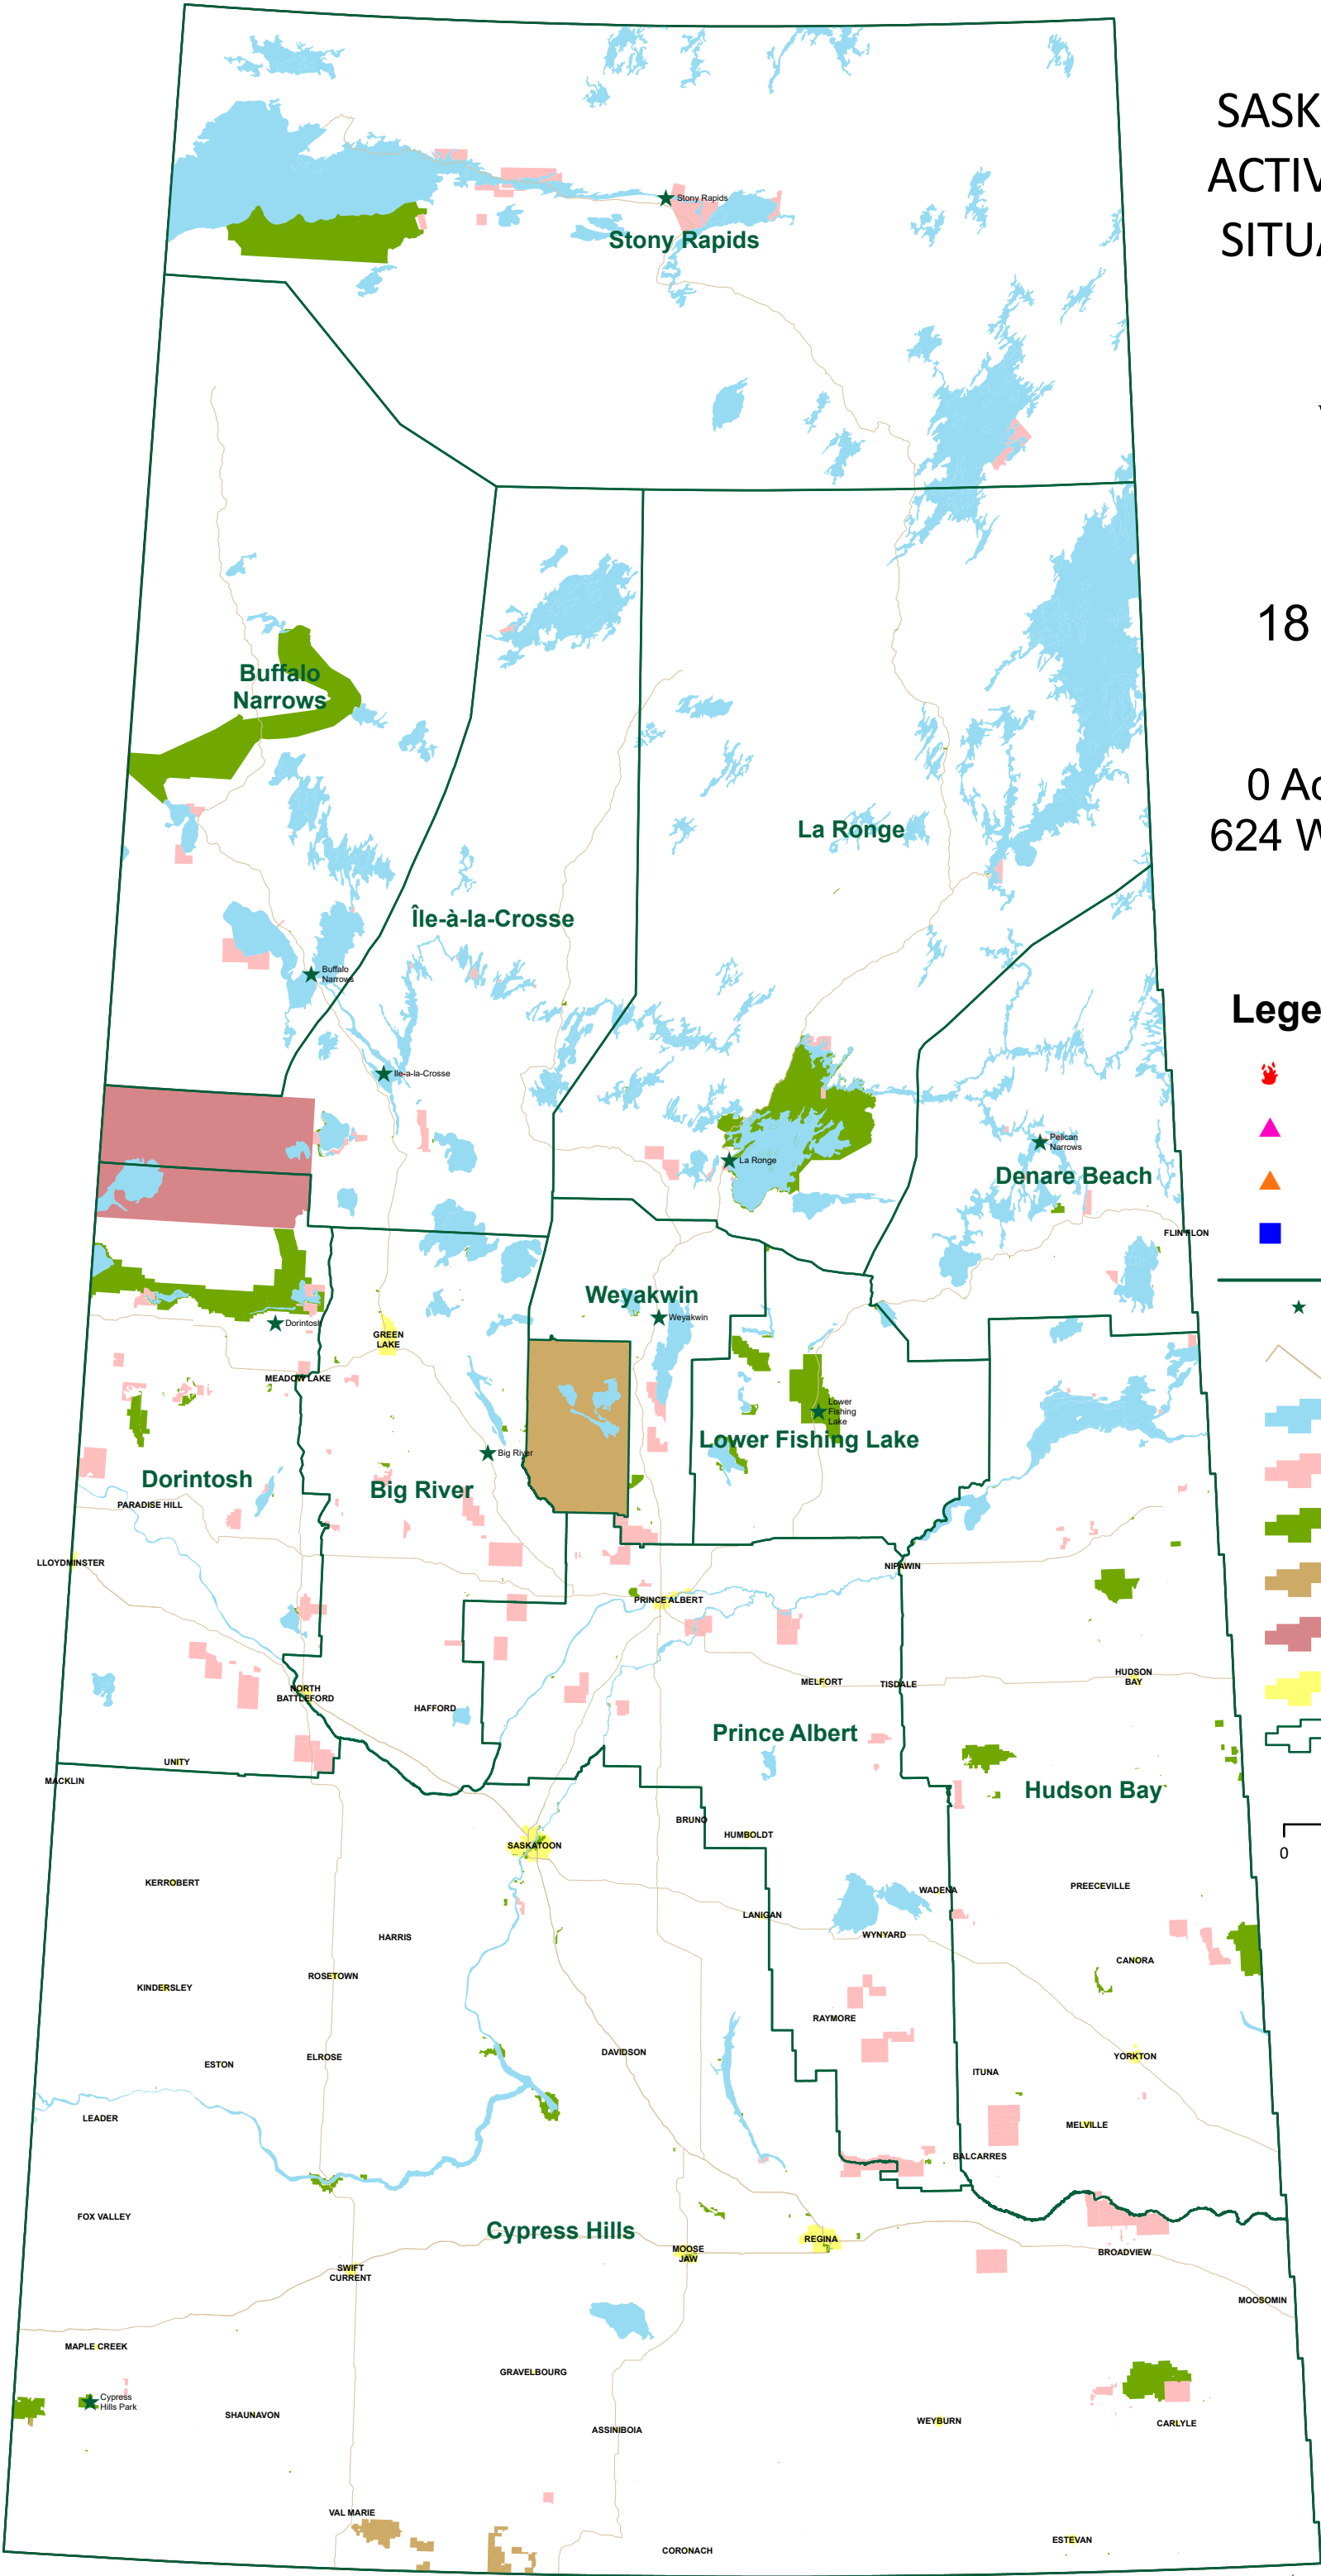 SASK
ACTIV
SITUA
Stony Rapids
Stony Rapids
18
Buffalo
Narrows
0 Ac
624 W
La Ronge
Île-à-la-Crosse
Buffalo
Narrows
Lege
Ile-a-la-Crosse
Pelican
Narrows
La Ronge
Denare Beach
FLIN FLON
Weyakwin
Weyakwin
Dorintosh
GREEN
LAKE
MEADOW LAKE
Lower
Fishing
Lake
Lower Fishing Lake
Big River
Dorintosh
Big River
PARADISE HILL
LLOYDMINSTER
NIPAWIN
PRINCE ALBERT
HUDSON
BAY
MELFORT
TISDALE
NORTH
BATTLEFORD
HAFFORD
Prince Albert
UNITY
MACKLIN
Hudson Bay
BRUNO
HUMBOLDT
SASKATOON
0
KERROBERT
PREECEVILLE
WADENA
LANIGAN
WYNYARD
HARRIS
CANORA
ROSETOWN
KINDERSLEY
RAYMORE
DAVIDSON
YORKTON
ELROSE
ESTON
ITUNA
LEADER
MELVILLE
BALCARRES
FOX VALLEY
Cypress Hills
REGINA
MOOSE
JAW
BROADVIEW
SWIFT
CURRENT
MOOSOMIN
MAPLE CREEK
GRAVELBOURG
Cypress
Hills Park
SHAUNAVON
WEYBURN
CARLYLE
ASSINIBOIA
VAL MARIE
ESTEVAN
CORONACH